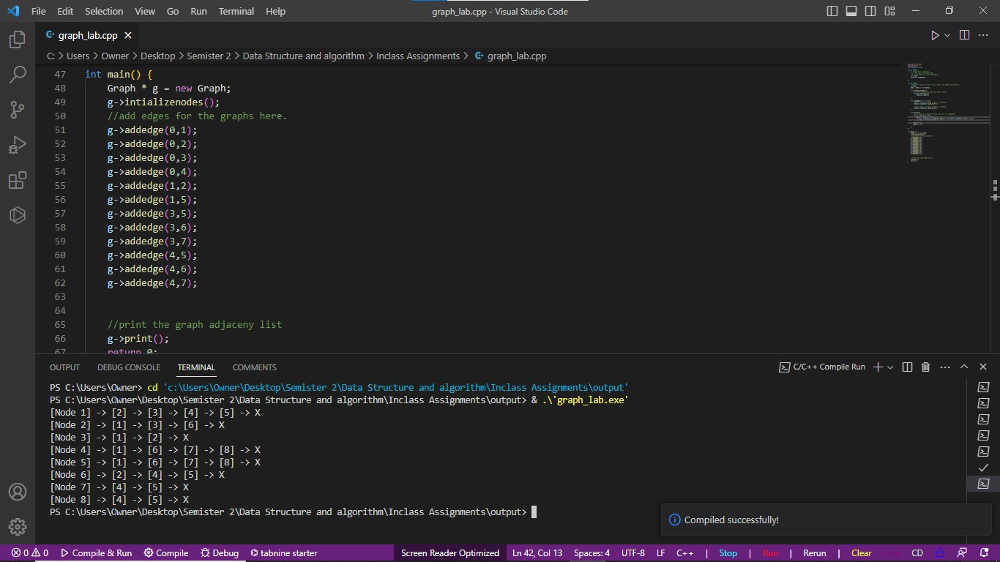 File Edit Selection View Go Run Terminal Help graph_lab.cpp - Visual Studio Code
graph_lab.cpp
C: > Users > Owner > Desktop > Semister 2 > Data Structure and algorithm > Inclass Assignments > graph_lab.cpp
47 int main() {
48 Graph * g = new Graph;
49 g->intializenodes();
50 //add edges for the graphs here.
51 g->addedge(0,1);
52 g->addedge(0,2);
53 g->addedge(0,3);
54 g->addedge(0,4);
55 g->addedge(1,2);
56 g->addedge(1,5);
57 g->addedge(3,5);
58 g->addedge(3,6);
59 g->addedge(3,7);
60 g->addedge(4,5);
61 g->addedge(4,6);
62 g->addedge(4,7);
63
64
65 //print the graph adjaceny list
66 g->print();
67 return 0;
OUTPUT DEBUG CONSOLE TERMINAL COMMENTS C/C++ Compile Run
PS C:\Users\Owner> cd 'c:\Users\Owner\Desktop\Semister 2\Data Structure and algorithm\Inclass Assignments\output'
PS C:\Users\Owner\Desktop\Semister 2\Data Structure and algorithm\Inclass Assignments\output> & .\'graph_lab.exe'
[Node 1] -> [2] -> [3] -> [4] -> [5] -> X
[Node 2] -> [1] -> [3] -> [6] -> X
[Node 3] -> [1] -> [2] -> X
[Node 4] -> [1] -> [6] -> [7] -> [8] -> X
[Node 5] -> [1] -> [6] -> [7] -> [8] -> X
[Node 6] -> [2] -> [4] -> [5] -> X
[Node 7] -> [4] -> [5] -> X
[Node 8] -> [4] -> [5] -> X
PS C:\Users\Owner\Desktop\Semister 2\Data Structure and algorithm\Inclass Assignments\output>
Compiled successfully!
0 0 Compile & Run Compile Debug tabnine starter Screen Reader Optimized Ln 42, Col 13 Spaces: 4 UTF-8 LF C++ | Stop | Run | Rerun | Clear CD